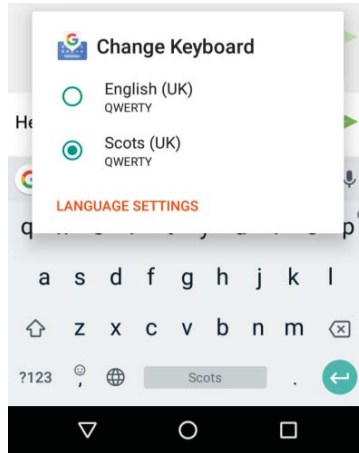 Change Keyboard
English (UK)
QWERTY
Scots (UK)
QWERTY
He
LANGUAGE SETTINGS
q p
a s d f g h j k l
z x c v b n m
?123 , Scots .